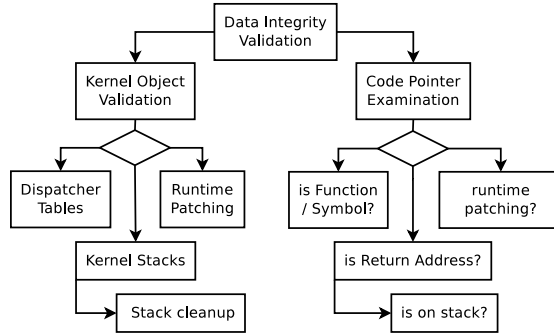 Data Integrity
Validation
Kernel Object
Validation
Code Pointer
Examination
Dispatcher
Tables
Runtime
Patching
is Function
/ Symbol?
runtime
patching?
Kernel Stacks
is Return Address?
Stack cleanup
is on stack?